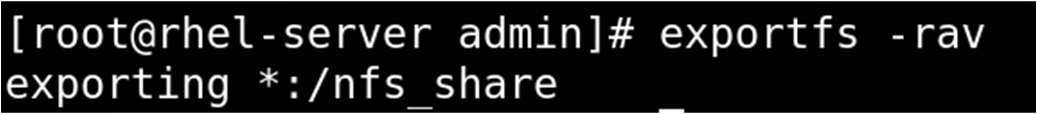 [root@rhel-server admin]# exportfs -rav
exporting *:/nfs_share